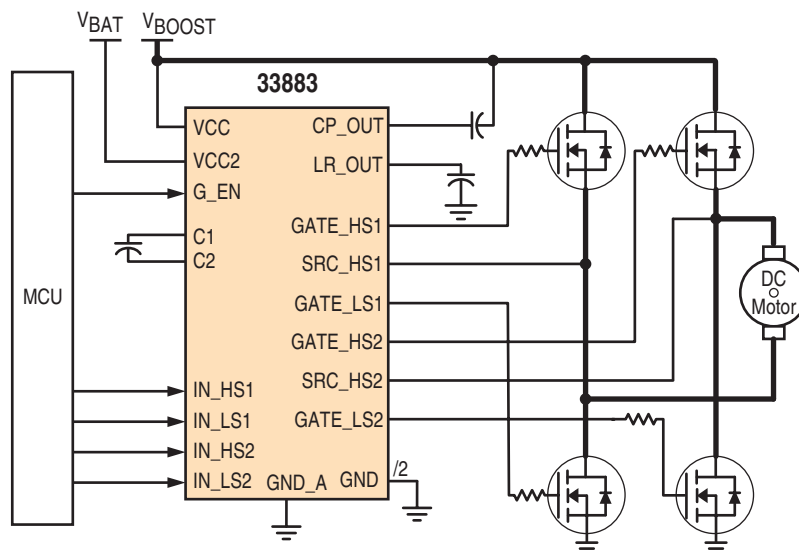 VBAT
VBOOST
33883
VCC
VCC2
G_EN
C1
C2
IN_HS1
IN_LS1
IN_HS2
IN_LS2
CP_OUT
LR_OUT
GATE_HS1
SRC_HS1
GATE_LS1
GATE_HS2
SRC_HS2
GATE_LS2
GND_A
GND
/2
MCU
DC
Motor